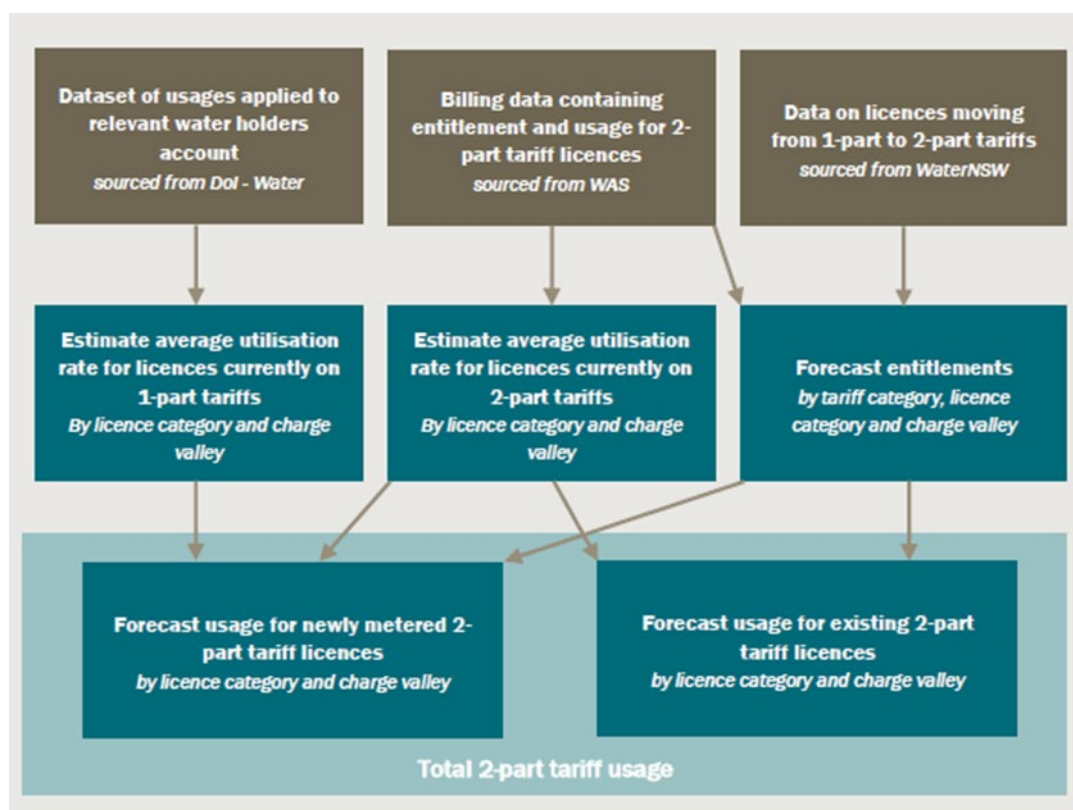 Dataset of usages applied to
relevant water holders
account
sourced from DoI - Water
Billing data containing
entitlement and usage for 2-
part tariff licences
sourced from WAS
Data on licences moving
from 1-part to 2-part tariffs
sourced from WaterNSW
Estimate average utilisation
rate for licences currently on
1-part tariffs
By licence category and charge
valley
Estimate average utilisation
rate for licences currently on
2-part tariffs
By licence category and charge
valley
Forecast entitlements
by tariff category, licence
category and charge valley
Forecast usage for newly metered 2-
part tariff licences
by licence category and charge valley
Forecast usage for existing 2-part
tariff licences
by licence category and charge valley
Total 2-part tariff usage